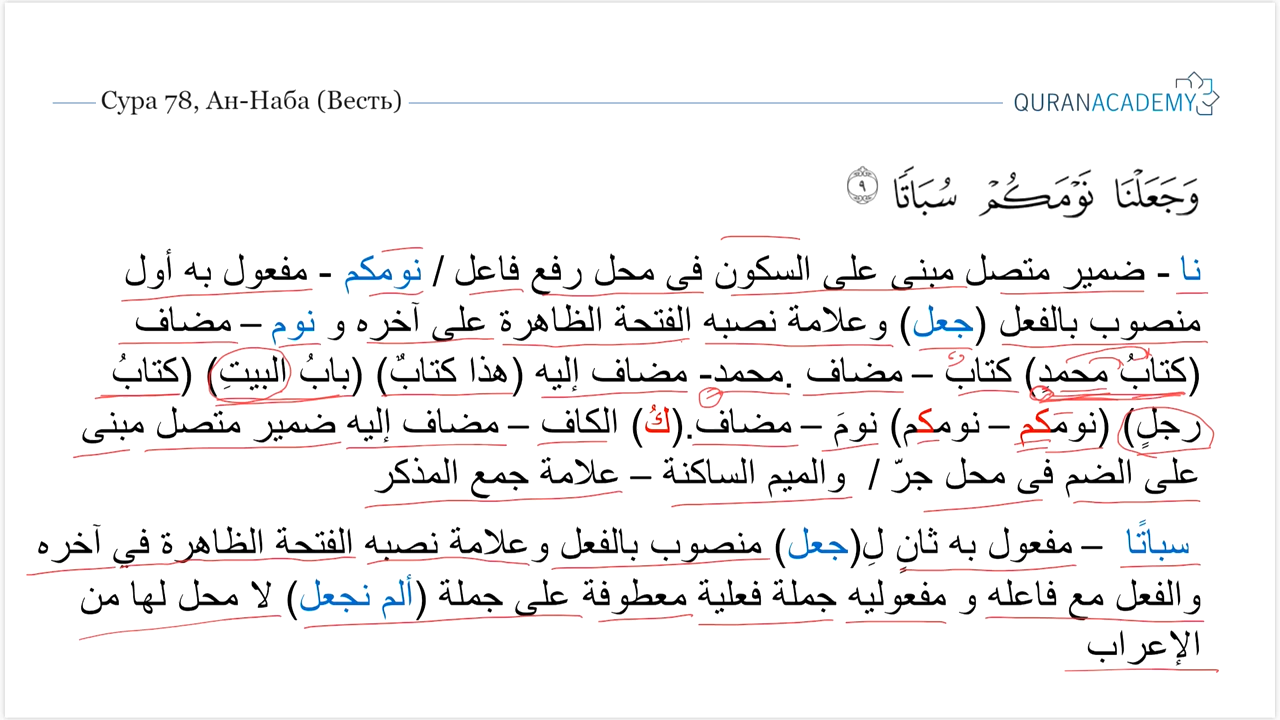 Сура 78, Ан-Наба (Весть)
QURANACADEMY
وَجَعَلْنَا نَوْمَكُمْ سُبَاتًا ٩
نا - ضمير متصل مبنى على السكون فى محل رفع فاعل / نومكم - مفعول به أول
منصوب بالفعل (جعل) وعلامة نصبه الفتحة الظاهرة على آخره و نوم – مضاف
(كتابُ محمدٍ) كتابُ – مضاف .محمد- مضاف إليه (هذا كتابٌ) (بابُ البيتِ) (كتابُ
رجلٍ) (نومَكم – نومكم) نومَ – مضاف.(كُ) الكاف – مضاف إليه ضمير متصل مبنى
على الضم فى محل جرّ / والميم الساكنة – علامة جمع المذكر
سباتًا – مفعول به ثانٍ لِ(جعل) منصوب بالفعل وعلامة نصبه الفتحة الظاهرة في آخره
والفعل مع فاعله و مفعوليه جملة فعلية معطوفة على جملة (ألم نجعل) لا محل لها من
الإعراب